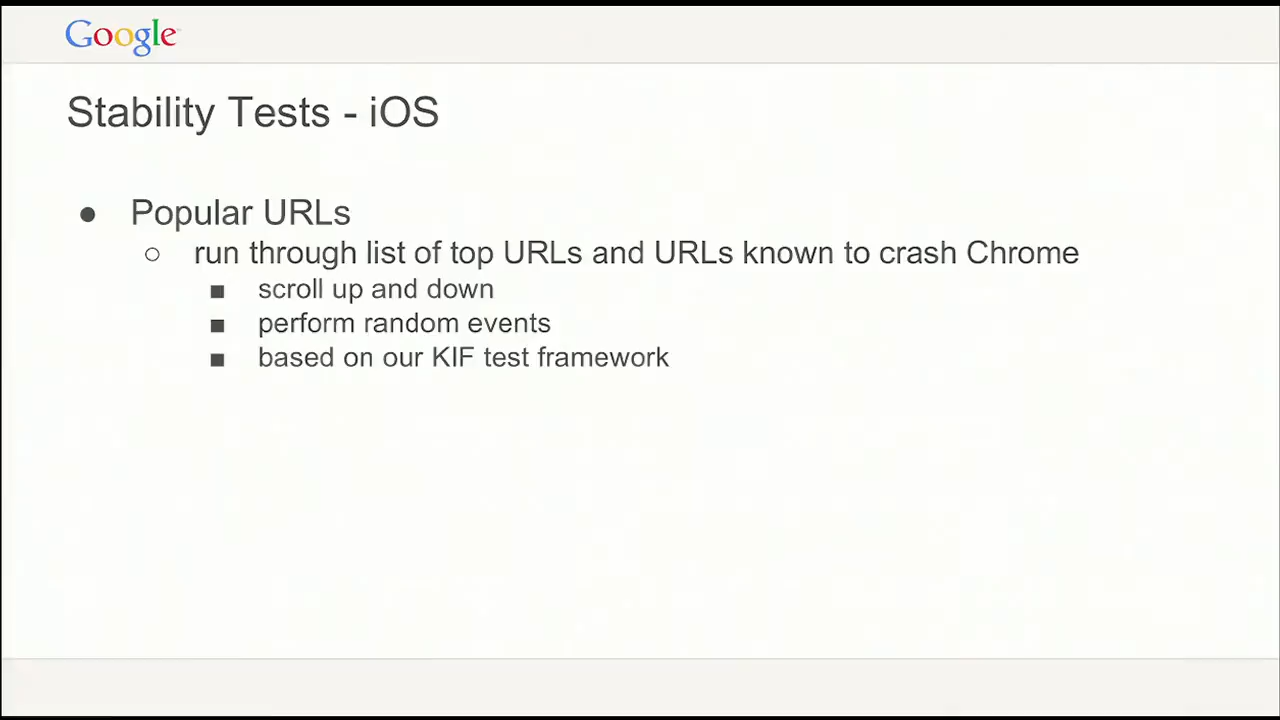 Google
Stability Tests - iOS
● Popular URLs
○ run through list of top URLs and URLs known to crash Chrome
■ scroll up and down
■ perform random events
■ based on our KIF test framework